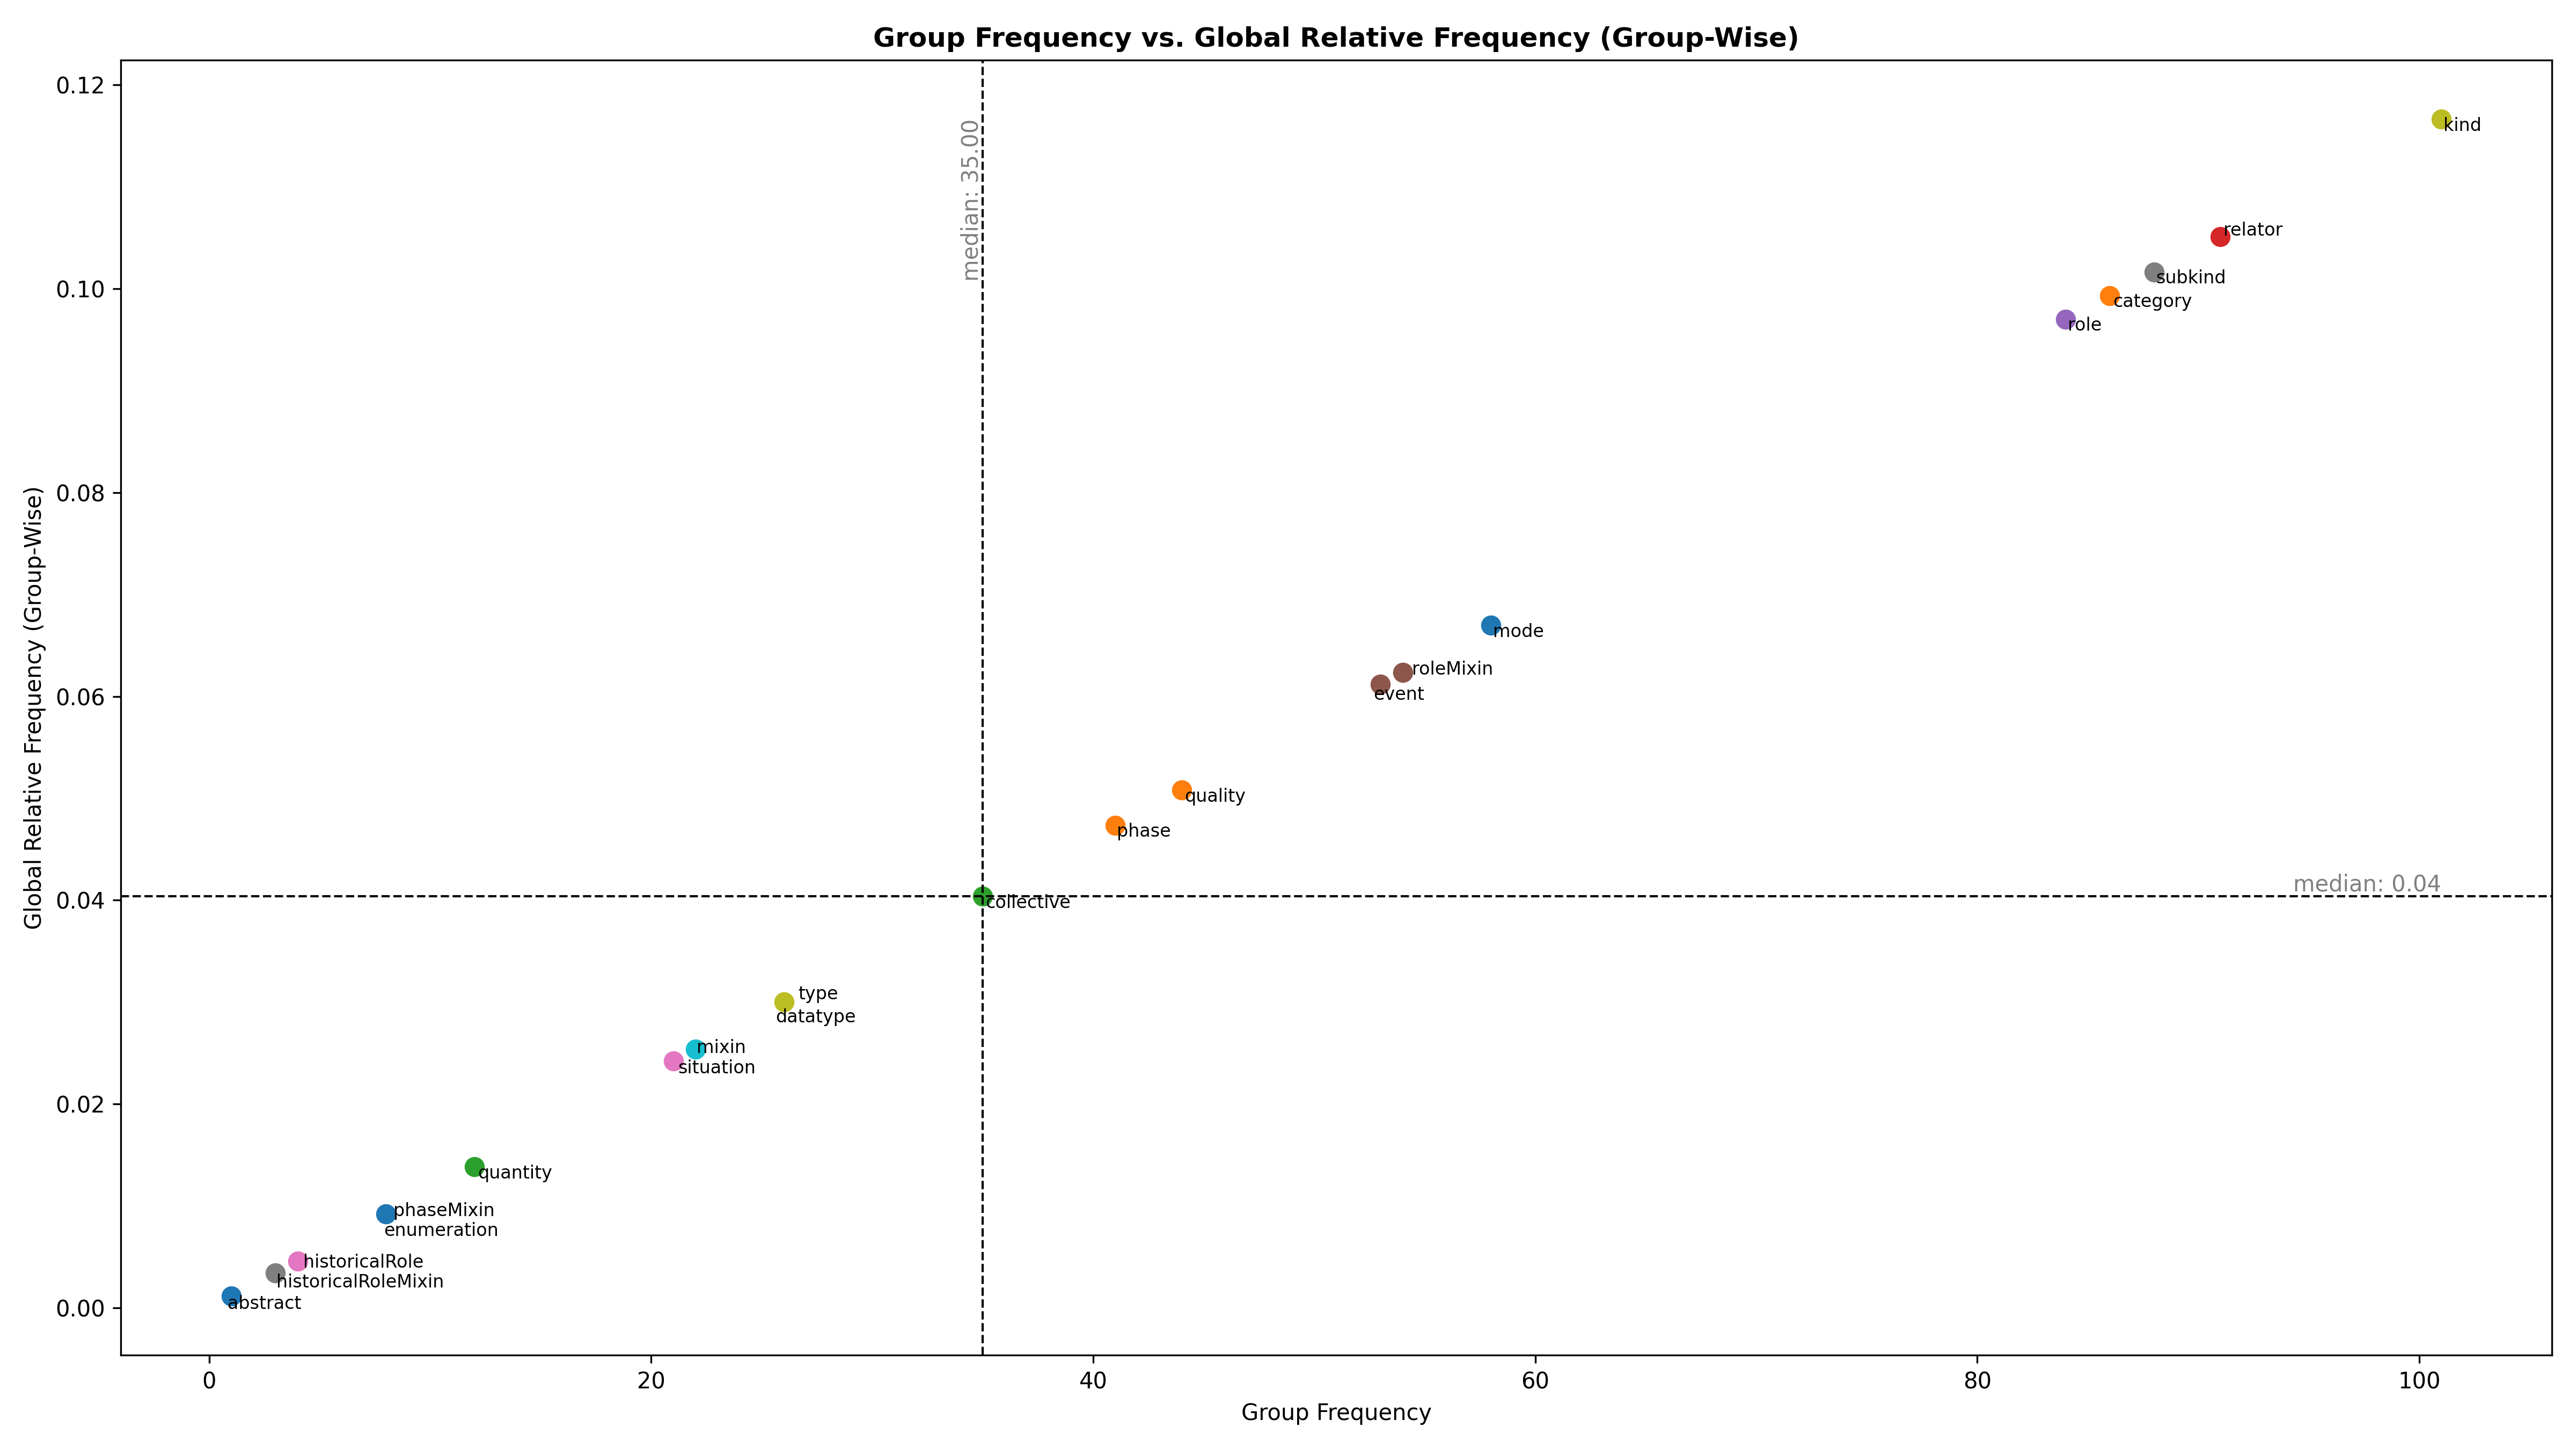 Group Frequency vs. Global Relative Frequency (Group-Wise)
Global Relative Frequency (Group-Wise)
0.12
0.10
0.08
0.06
0.04
0.02
0.00
median: 35.00
kind
relator
subkind
category
role
mode
roleMixin
event
quality
phase
median: 0.04
collective
type
datatype
mixin
situation
quantity
phaseMixin
enumeration
historicalRole
historicalRoleMixin
abstract
0
20
40
60
80
100
Group Frequency